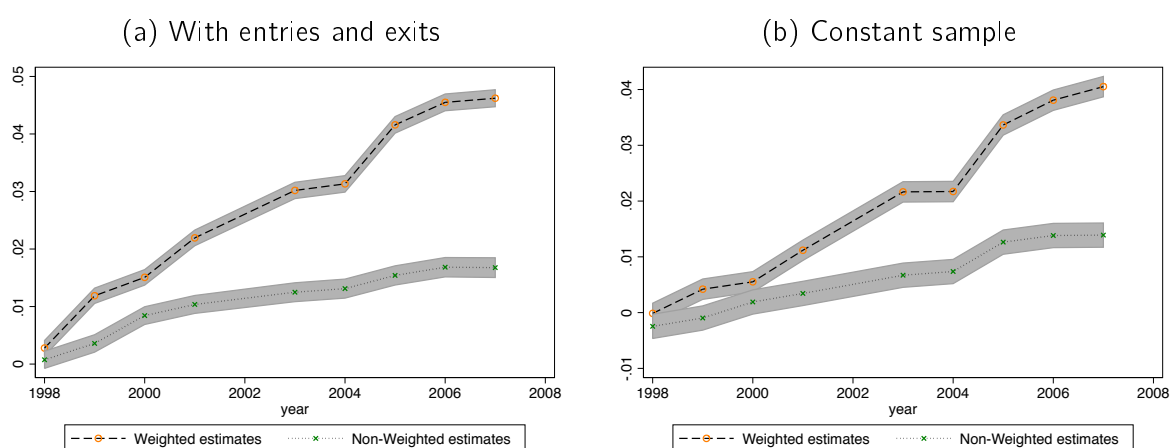 (a) With entries and exits
.05
.04
.03
.02
.01
0
1998 2000 2002 2004 2006 2008
year
Weighted estimates Non-Weighted estimates
(b) Constant sample
.04
.03
.02
.01
0
-.01
1998 2000 2002 2004 2006 2008
year
Weighted estimates Non-Weighted estimates